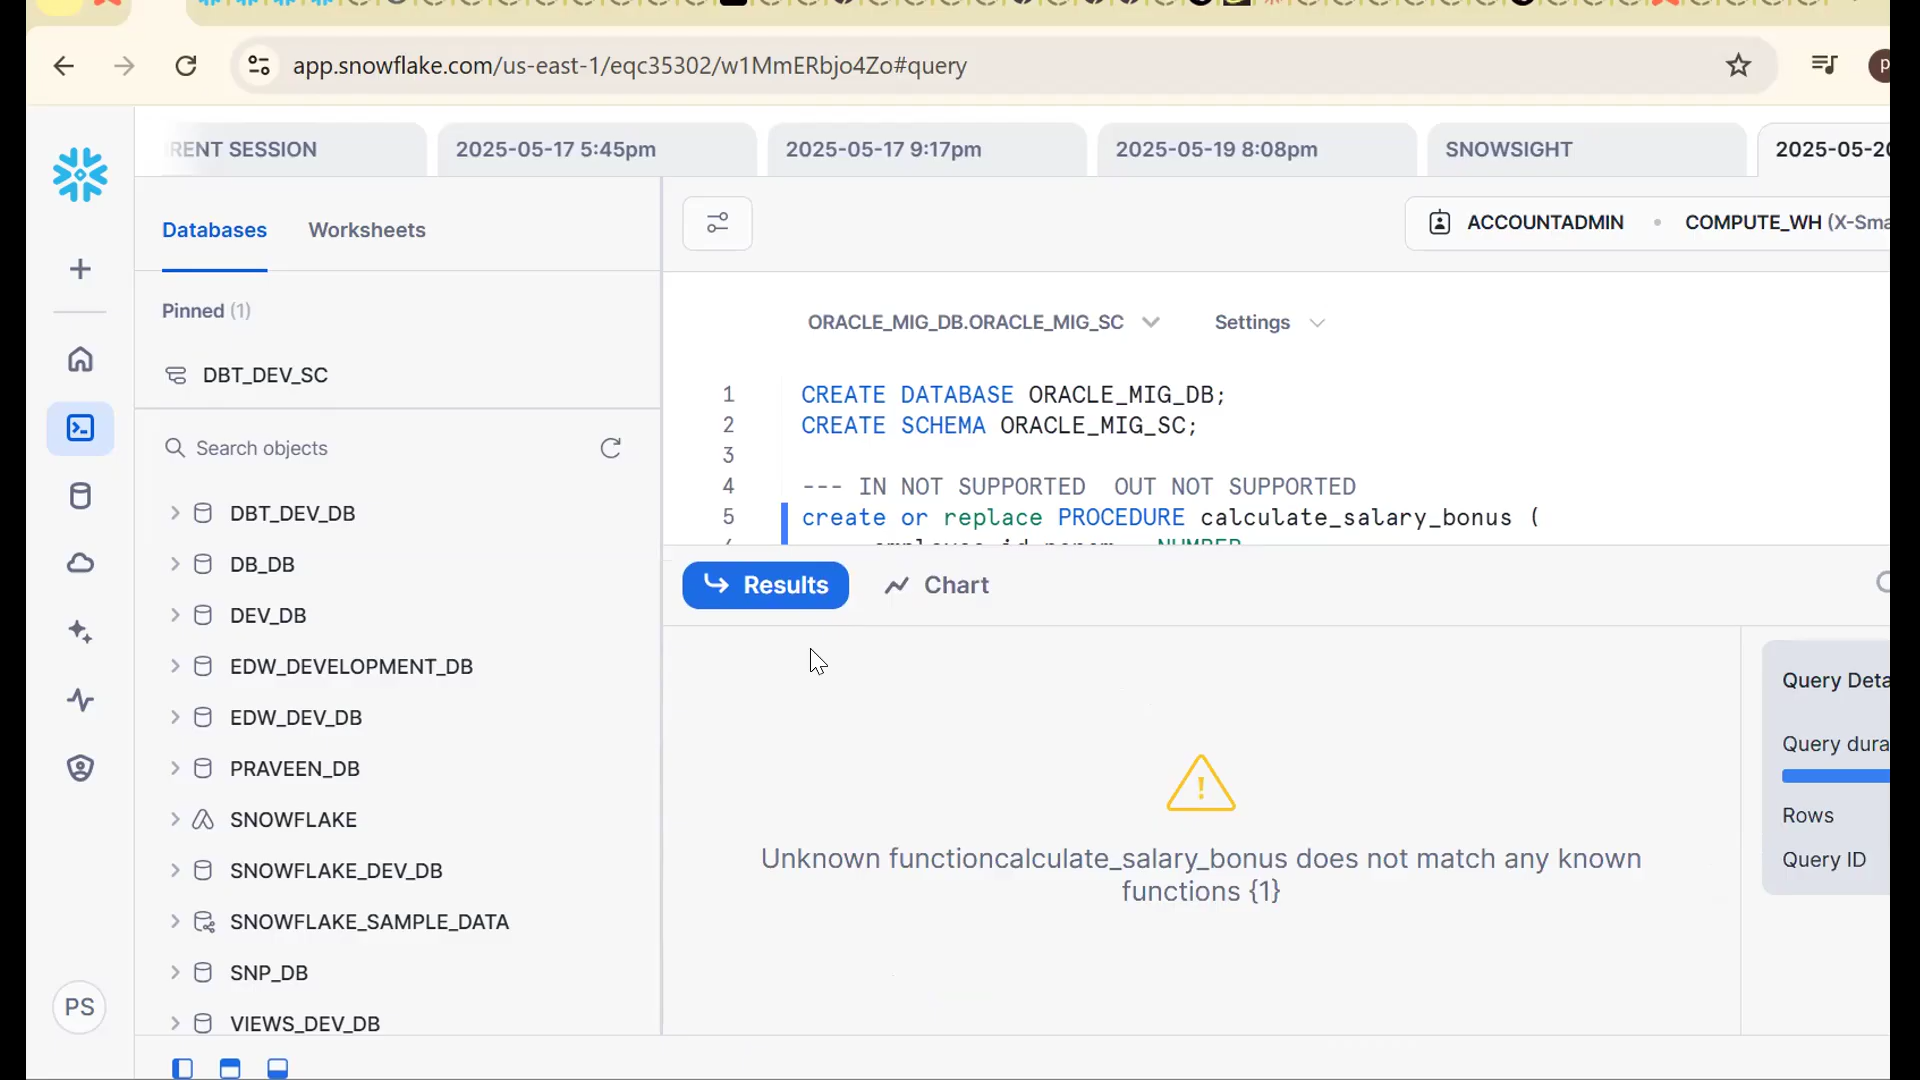 app.snowflake.com/us-east-1/eqc35302/w1MmERbjo4Zo#query
p
RENT SESSION
2025-05-17 5:45pm
2025-05-17 9:17pm
2025-05-19 8:08pm
SNOWSIGHT
2025-05-20
Databases
Worksheets
ACCOUNTADMIN • COMPUTE_WH (X-Sma
Pinned (1)
DBT_DEV_SC
Search objects
DBT_DEV_DB
DB_DB
DEV_DB
EDW_DEVELOPMENT_DB
EDW_DEV_DB
PRAVEEN_DB
SNOWFLAKE
SNOWFLAKE_DEV_DB
SNOWFLAKE_SAMPLE_DATA
SNP_DB
VIEWS_DEV_DB
PS
ORACLE_MIG_DB.ORACLE_MIG_SC
Settings
1 CREATE DATABASE ORACLE_MIG_DB;
2 CREATE SCHEMA ORACLE_MIG_SC;
3
4 --- IN NOT SUPPORTED  OUT NOT SUPPORTED
5 create or replace PROCEDURE calculate_salary_bonus (
Results
Chart
Unknown functioncalculate_salary_bonus does not match any known
functions {1}
Query Deta
Query dura
Rows
Query ID